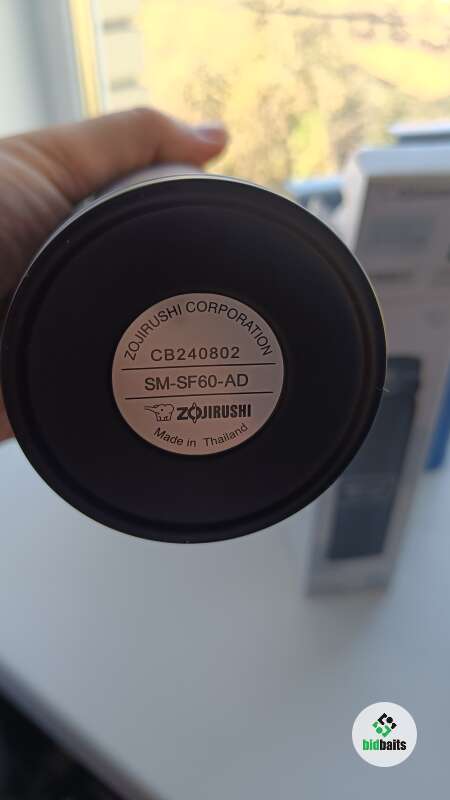 ZOJIRUSHI CORPORATION
CB240802
SM-SF60-AD
ZOJIRUSHI
Made in Thailand
bidbaits